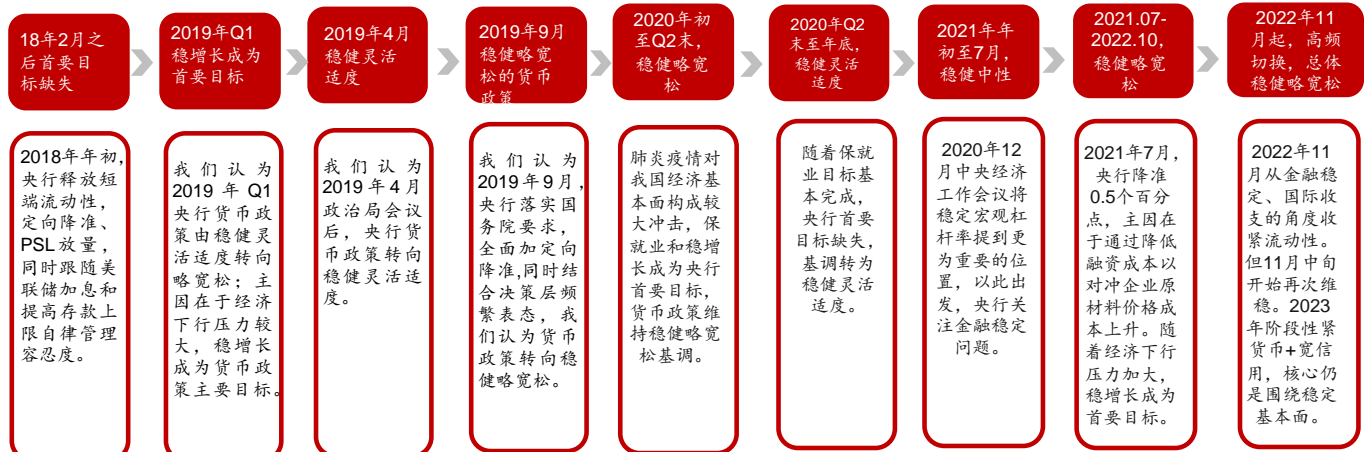 18年2月之
后首要目
标缺失
2019年Q1
稳增长成为
首要目标
2019年4月
稳健灵活
适度
2019年9月
稳健略宽
松的货币
政策
2020年初
至Q2末，
稳健略宽
松
2020年Q2
末至年底，
稳健灵活
适度
2021年年
初至7月，
稳健中性
2021.07-
2022.10，
稳健略宽
松
2022年11
月起，高频
切换，总体
稳健略宽松
2018年年初，
央行释放短
端流动性，
定向降准、
PSL放量，
同时跟随美
联储加息和
提高存款上
限自律管理
容忍度。
我们认为
2019年Q1
央行货币政
策由稳健灵
活适度转向
略宽松；主
因在于经济
下行压力较
大，稳增长
成为货币政
策主要目标。
我们认为
2019年4月
政治局会议
后，央行货
币政策转向
稳健灵活适
度。
我们认为
2019年9月，
央行落实国
务院要求，
全面加定向
降准,同时结
合决策层频
繁表态，我
们认为货币
政策转向稳
健略宽松。
肺炎疫情对
我国经济基
本面构成较
大冲击，保
就业和稳增
长成为央行
首要目标，
货币政策维
持稳健略宽
松基调。
随着保就
业目标基
本完成，
央行首要
目标缺失，
基调转为
稳健灵活
适度。
2020年12
月中央经济
工作会议将
稳定宏观杠
杆率提到更
为重要的位
置，以此出
发，央行关
注金融稳定
问题。
2021年7月，
央行降准
0.5个百分
点，主因在
于通过降低
融资成本以
对冲企业原
材料价格成
本上升。随
着经济下行
压力加大，
稳增长成为
首要目标。
2022年11
月从金融稳
定、国际收
支的角度收
紧流动性。
但11月中旬
开始再次维
稳。2023
年阶段性紧
货币+宽信
用，核心仍
是围绕稳定
基本面。